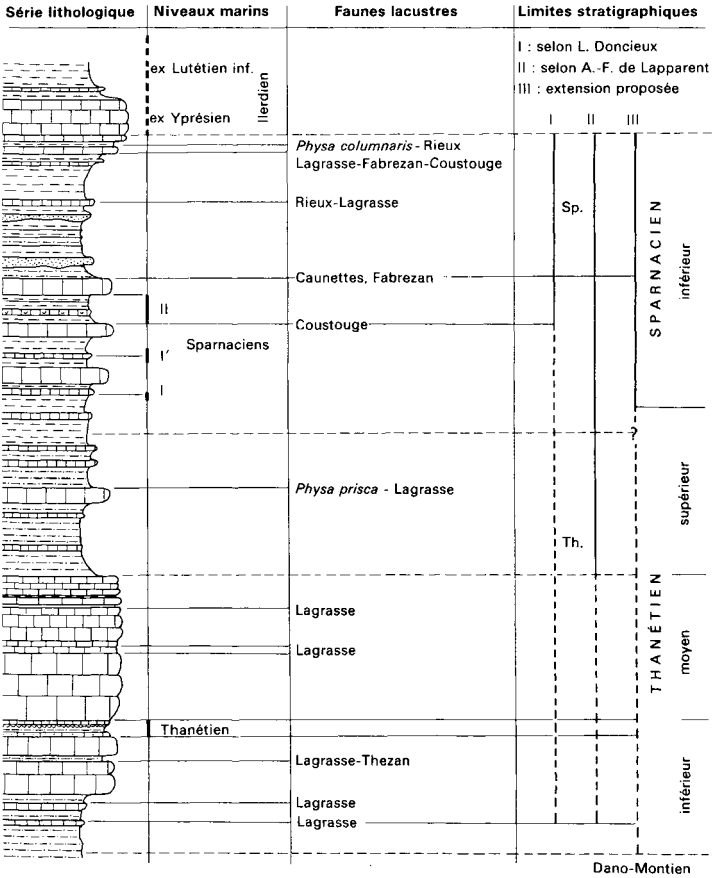 Série lithologique Niveaux marins Faunes lacustres Limites stratigraphiques
I : selon L. Doncieux
II : selon A.-F. de Lapparent
III : extension proposée
I II III
ex Lutétien inf.
ex Yprésien
Ilerdien
Physa columnaris - Rieux
Lagrasse-Fabrezan-Coustouge
Rieux-Lagrasse
Sp.
Caunettes, Fabrezan
II
Coustouge
Sparnaciens
I'
I
SPARNACIEN
inférieur
?
Physa prisca - Lagrasse
supérieur
Th.
Lagrasse
Lagrasse
THANÉTIEN
moyen
Thanétien
Lagrasse-Thezan
Lagrasse
Lagrasse
inférieur
Dano-Montien